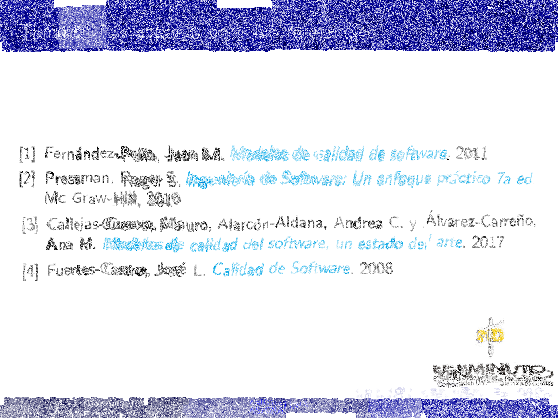 [1] Fernández-Peña, Juan M. Modelos de calidad de software. 2011
[2] Pressman. Roger S. Ingeniería de Software: Un enfoque práctico 7a ed
Mc Graw-Hill, 2010
[3] Callejas-Cuervo, Mauro, Alarcón-Aldana, Andrea C. y Álvarez-Carreño,
Ana M. Modelos de calidad del software, un estado del arte. 2017
[4] Fuertes-Castro, José L. Calidad de Software. 2008
UNIMINUTO